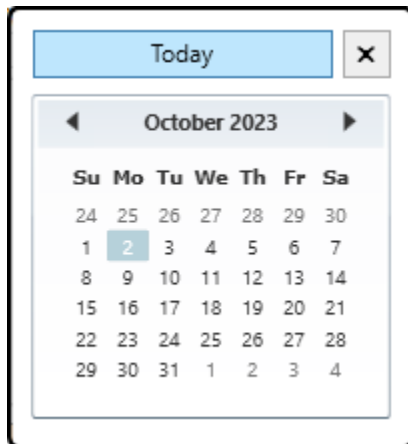 Today
October 2023
Su Mo Tu We Th Fr Sa
24 25 26 27 28 29 30
1 2 3 4 5 6 7
8 9 10 11 12 13 14
15 16 17 18 19 20 21
22 23 24 25 26 27 28
29 30 31 1 2 3 4